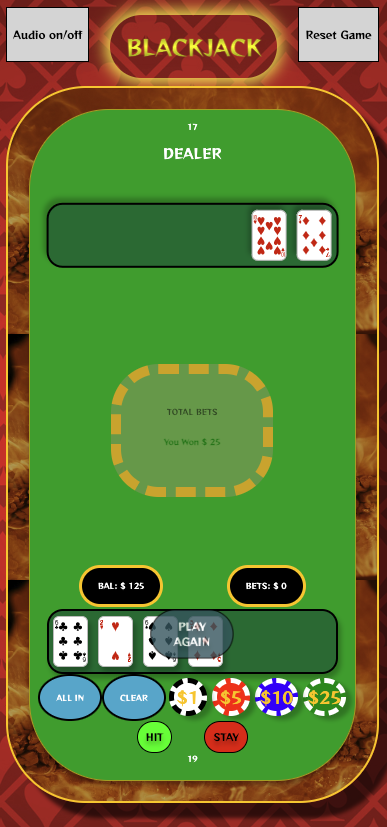 Audio on/off
BLACKJACK
Reset Game
17
DEALER
TOTAL BETS
You Won $ 25
BAL: $ 125
BETS: $ 0
PLAY
AGAIN
ALL IN
CLEAR
$1
$5
$10
$25
HIT
STAY
19